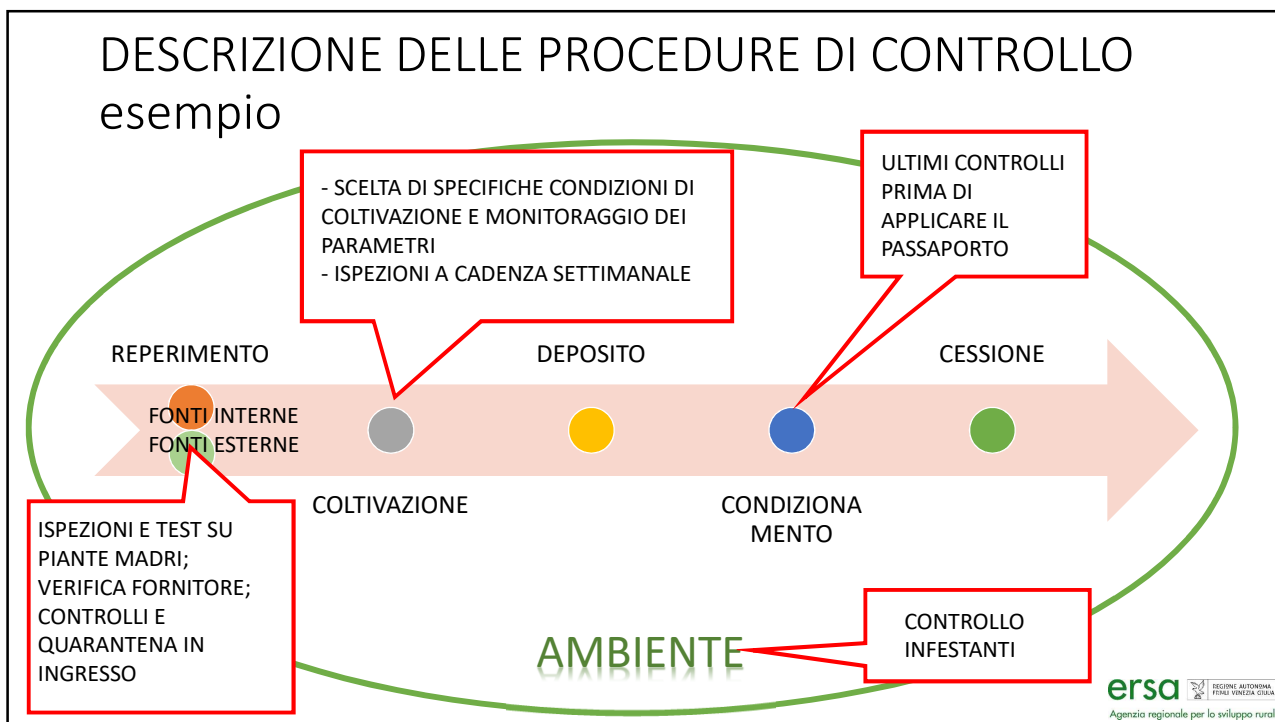 DESCRIZIONE DELLE PROCEDURE DI CONTROLLO
esempio
- SCELTA DI SPECIFICHE CONDIZIONI DI
COLTIVAZIONE E MONITORAGGIO DEI
PARAMETRI
- ISPEZIONI A CADENZA SETTIMANALE
ULTIMI CONTROLLI
PRIMA DI
APPLICARE IL
PASSAPORTO
REPERIMENTO
DEPOSITO
CESSIONE
FONTI INTERNE
FONTI ESTERNE
COLTIVAZIONE
CONDIZIONA
MENTO
ISPEZIONI E TEST SU
PIANTE MADRI;
VERIFICA FORNITORE;
CONTROLLI E
QUARANTENA IN
INGRESSO
AMBIENTE
CONTROLLO
INFESTANTI
ersa
REGIONE AUTONOMA
FRIULI VENEZIA GIULIA
Agenzia regionale per lo sviluppo rural